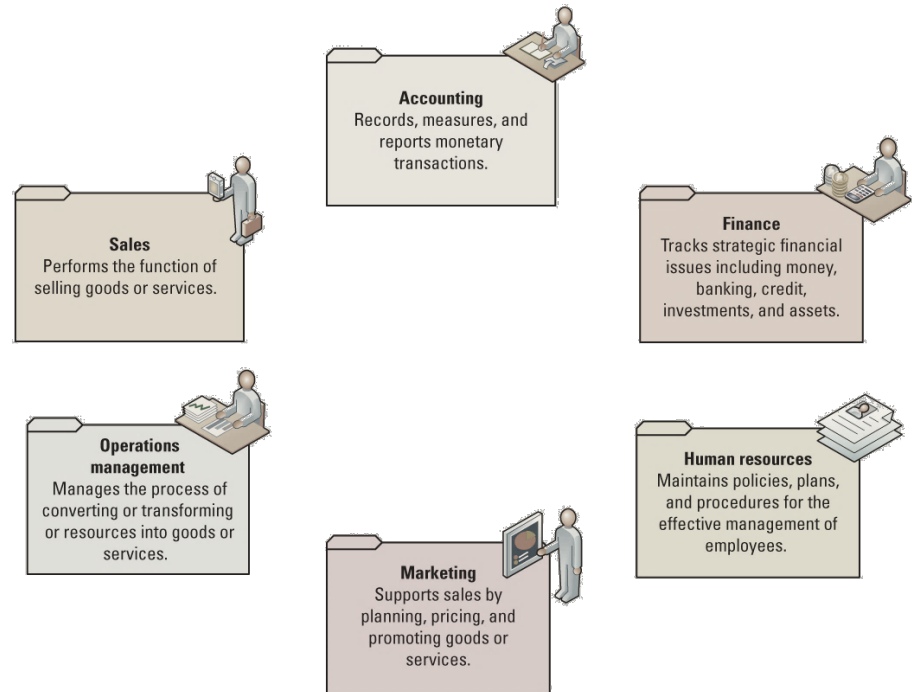 Accounting
Records, measures, and
reports monetary
transactions.
Sales
Performs the function of
selling goods or services.
Finance
Tracks strategic financial
issues including money,
banking, credit,
investments, and assets.
Operations
management
Manages the process of
converting or transforming
or resources into goods or
services.
Human resources
Maintains policies, plans,
and procedures for the
effective management of
employees.
Marketing
Supports sales by
planning, pricing, and
promoting goods or
services.